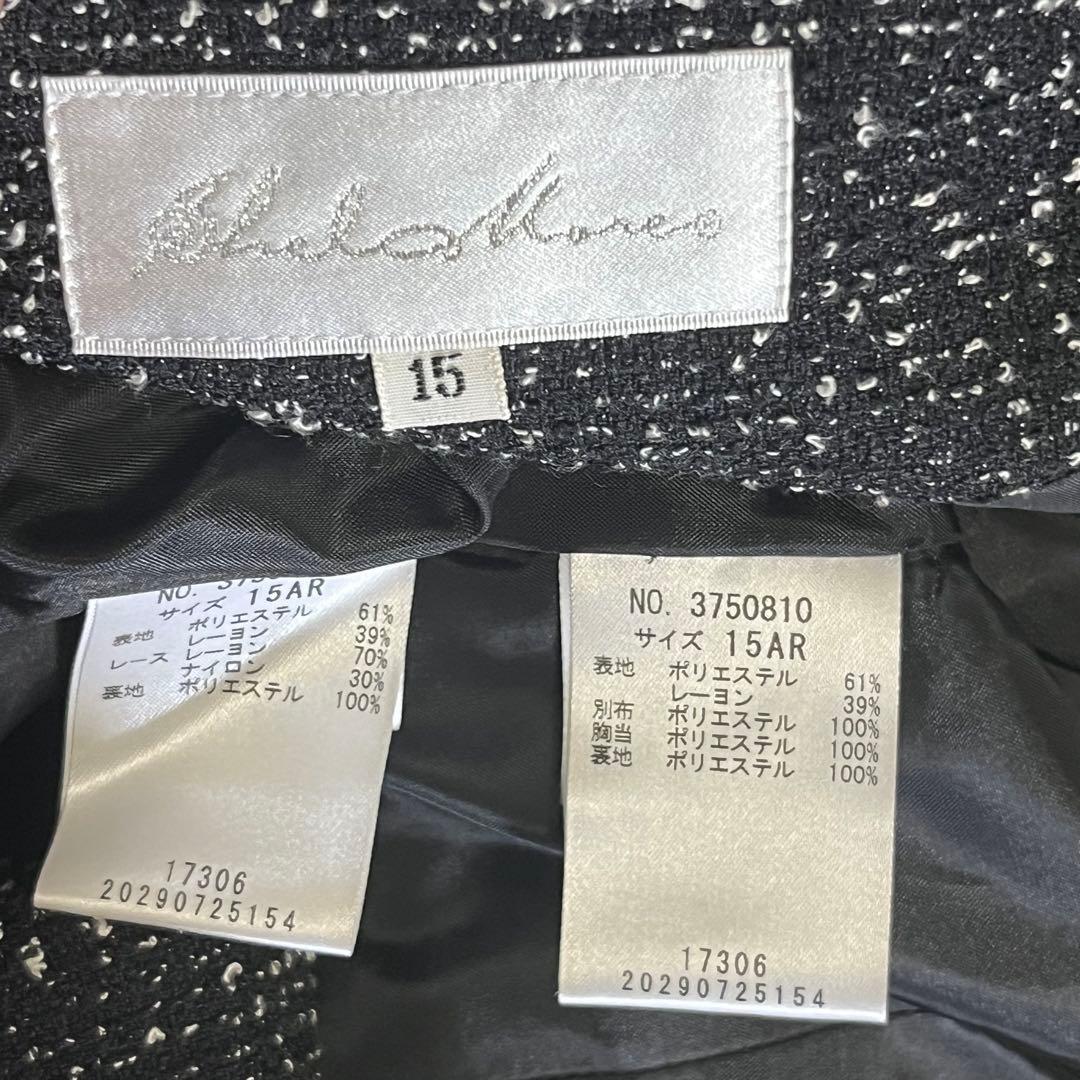 15
サイズ 15AR
表地 ポリエステル 61%
レーヨン 39%
レース レーヨン 70%
ナイロン 30%
裏地 ポリエステル 100%
17306
20290725154
NO. 3750810
サイズ 15AR
表地 ポリエステル 61%
レーヨン 39%
別布 ポリエステル 100%
胸当 ポリエステル 100%
裏地 ポリエステル 100%
17306
20290725154